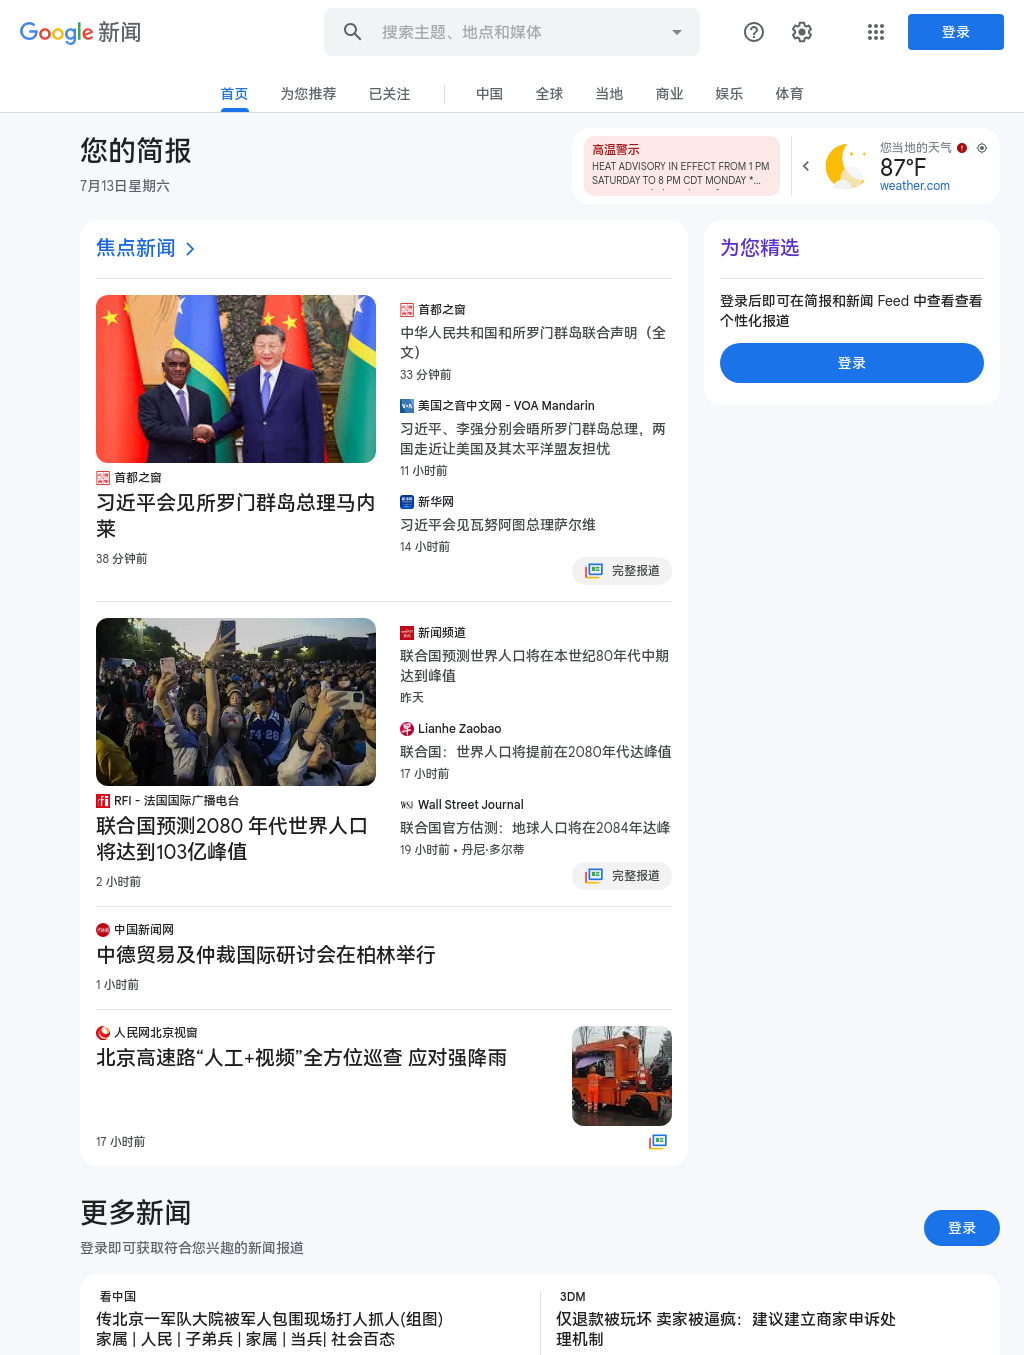 Google 新闻
搜索主题、地点和媒体
登录
首页
为您推荐
已关注
中国
全球
当地
商业
娱乐
体育
您的简报
7月13日星期六
高温警示
HEAT ADVISORY IN EFFECT FROM 1 PM
SATURDAY TO 8 PM CDT MONDAY *...
您当地的天气
87°F
weather.com
焦点新闻
首都之窗
习近平会见所罗门群岛总理马内
莱
38 分钟前
首都之窗
中华人民共和国和所罗门群岛联合声明（全
文）
33 分钟前
美国之音中文网 - VOA Mandarin
习近平、李强分别会晤所罗门群岛总理，两
国走近让美国及其太平洋盟友担忧
11 小时前
新华网
习近平会见瓦努阿图总理萨尔维
14 小时前
完整报道
RFI - 法国国际广播电台
联合国预测2080 年代世界人口
将达到103亿峰值
2 小时前
新闻频道
联合国预测世界人口将在本世纪80年代中期
达到峰值
昨天
Lianhe Zaobao
联合国：世界人口将提前在2080年代达峰值
17 小时前
WSJ
Wall Street Journal
联合国官方估测：地球人口将在2084年达峰
19 小时前 • 丹尼·多尔蒂
完整报道
中国新闻网
中德贸易及仲裁国际研讨会在柏林举行
1 小时前
人民网北京视窗
北京高速路“人工+视频”全方位巡查 应对强降雨
17 小时前
为您精选
登录后即可在简报和新闻 Feed 中查看查看
个性化报道
登录
更多新闻
登录即可获取符合您兴趣的新闻报道
登录
看中国
传北京一军队大院被军人包围现场打人抓人(组图)
家属 | 人民 | 子弟兵 | 家属 | 当兵| 社会百态
3DM
仅退款被玩坏 卖家被逼疯：建议建立商家申诉处
理机制